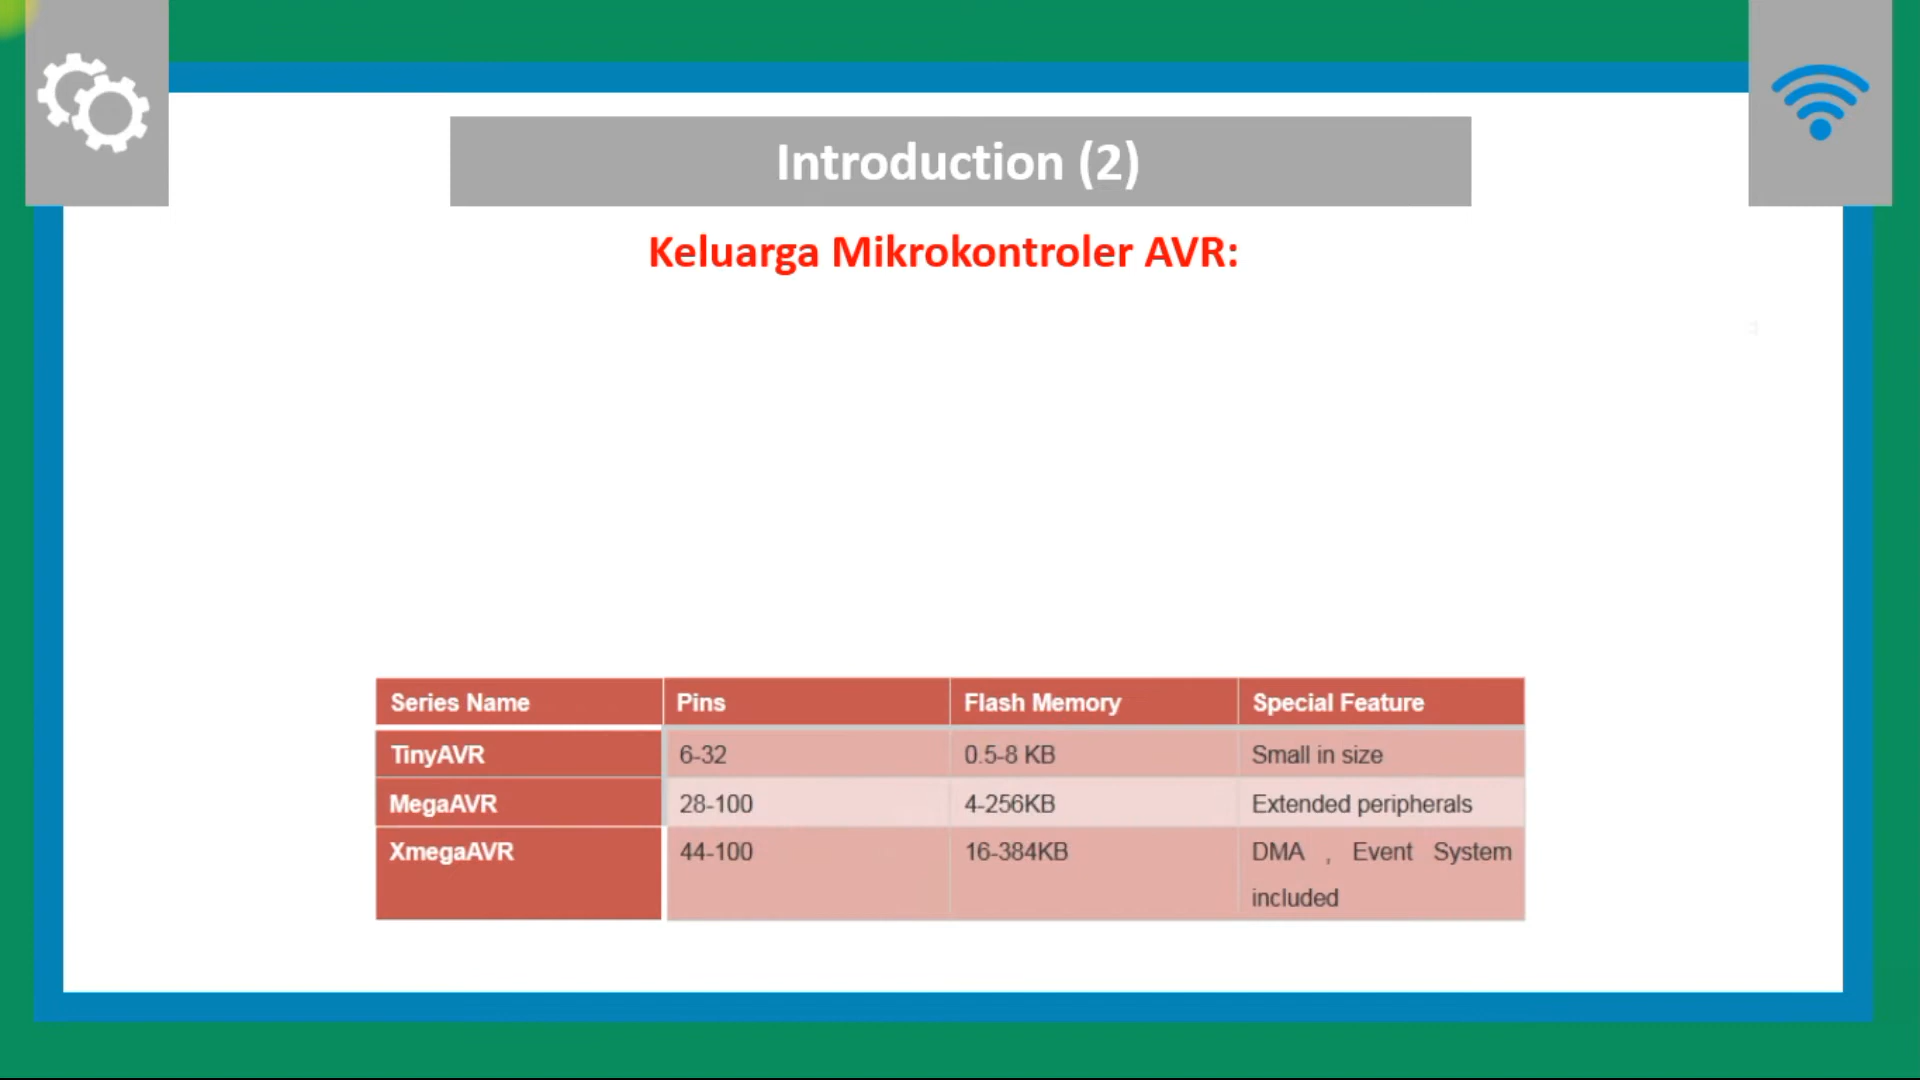 Introduction (2)
Keluarga Mikrokontroler AVR:
Series Name Pins Flash Memory Special Feature
TinyAVR 6-32 0.5-8 KB Small in size
MegaAVR 28-100 4-256KB Extended peripherals
XmegaAVR 44-100 16-384KB DMA , Event System
included